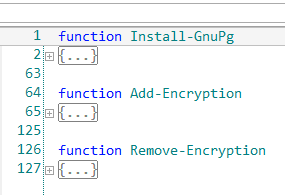 1 function Install-GnuPg
2 {...}
63
64 function Add-Encryption
65 {...}
125
126 function Remove-Encryption
127 {...}